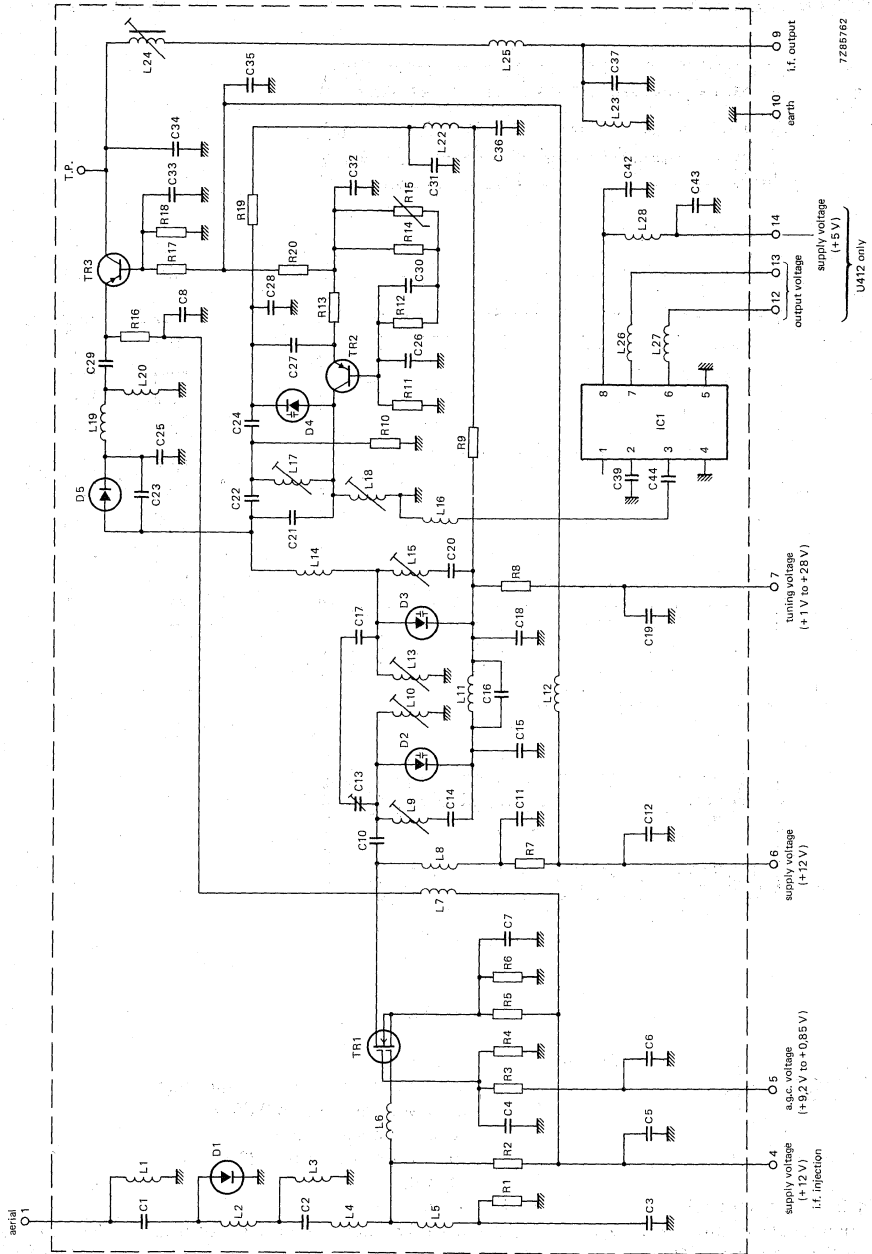 aerial
1
C1
L1
D1
L2
C2
L3
L4
L5
R1
C3
R2
L6
C4
R3
R4
TR1
R5
R6
C7
C5
C6
4
supply voltage
(+12 V)
i.f. injection
5
a.g.c. voltage
(+9,2 V to +0,85 V)
L7
L8
C11
R7
C12
6
supply voltage
(+12 V)
C10
C13
L9
C14
D2
L10
C15
L11
C16
L12
L13
C17
D3
C18
L14
L15
C20
R8
C19
7
tuning voltage
(+1 V to +28 V)
D5
C23
C25
L19
L20
C29
R16
C8
TR3
R17
R18
C33
T.P.
C34
L24
C35
C21
C22
L17
L18
L16
C24
R10
D4
C27
C28
R19
R20
R13
TR2
R11
C26
R12
C30
R14
R15
C32
R9
C31
L22
C36
IC1
1
2
3
4
5
6
7
8
C39
C44
L26
L27
L28
C42
C43
12
13
output voltage
14
supply voltage
(+5 V)
U412 only
L25
L23
C37
10
earth
9
i.f. output
7Z85762